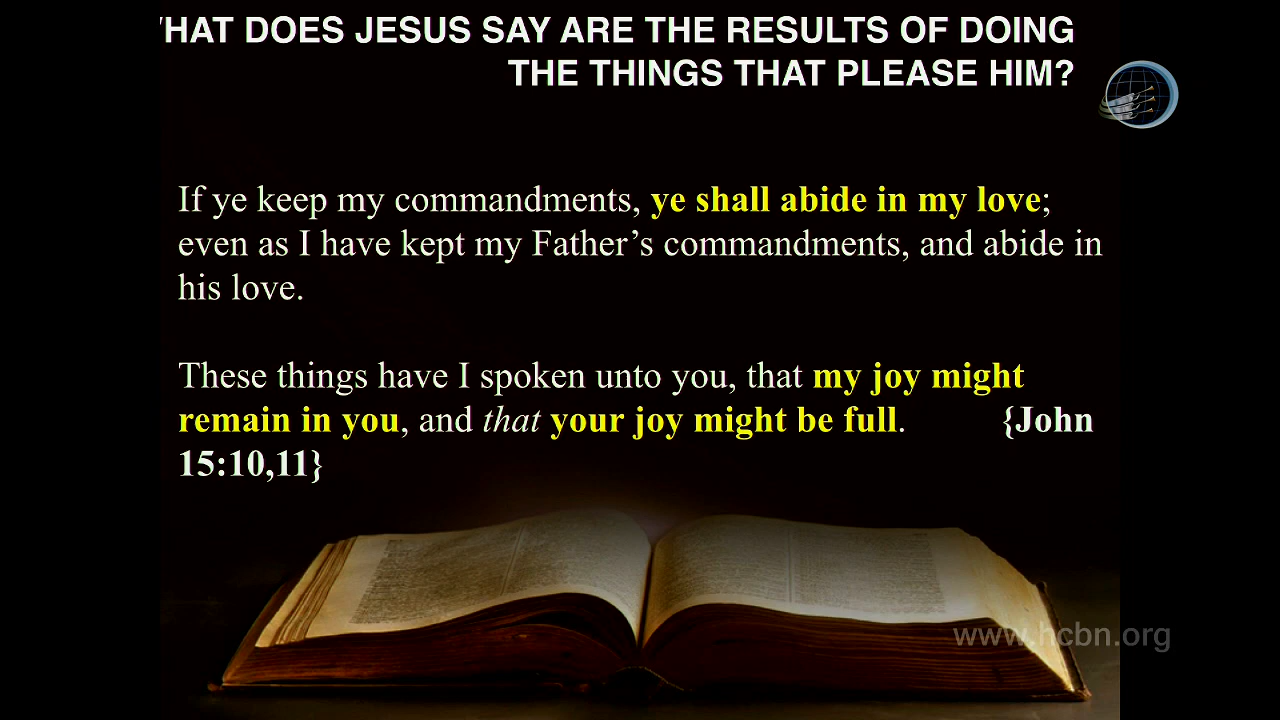 HAT DOES JESUS SAY ARE THE RESULTS OF DOING
THE THINGS THAT PLEASE HIM?
If ye keep my commandments, ye shall abide in my love;
even as I have kept my Father’s commandments, and abide in
his love.
These things have I spoken unto you, that my joy might
remain in you, and that your joy might be full. {John
15:10,11}
www.hcbn.org